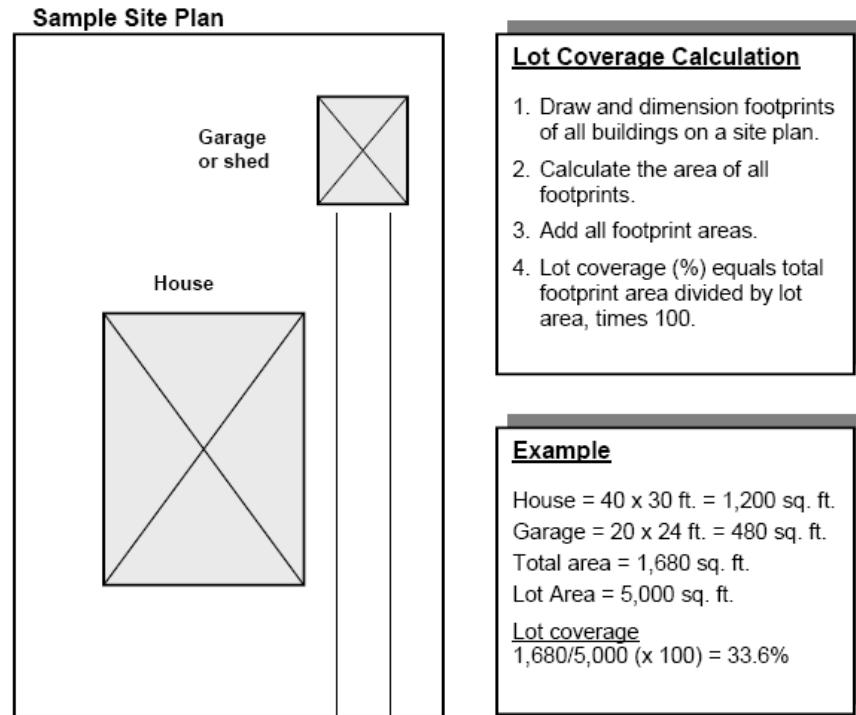 Sample Site Plan
Garage
or shed
House
Lot Coverage Calculation
1. Draw and dimension footprints
of all buildings on a site plan.
2. Calculate the area of all
footprints.
3. Add all footprint areas.
4. Lot coverage (%) equals total
footprint area divided by lot
area, times 100.
Example
House = 40 x 30 ft. = 1,200 sq. ft.
Garage = 20 x 24 ft. = 480 sq. ft.
Total area = 1,680 sq. ft.
Lot Area = 5,000 sq. ft.
Lot coverage
1,680/5,000 (x 100) = 33.6%